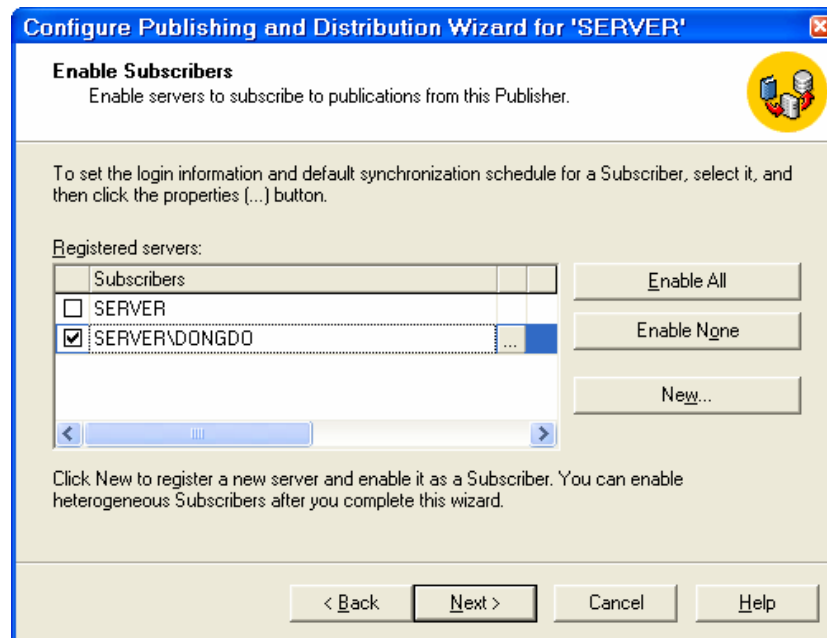 Configure Publishing and Distribution Wizard for 'SERVER'
Enable Subscribers
Enable servers to subscribe to publications from this Publisher.
To set the login information and default synchronization schedule for a Subscriber, select it, and
then click the properties (...) button.
Registered servers:
Subscribers
SERVER
SERVER\DONGDO
...
Enable All
Enable None
New...
Click New to register a new server and enable it as a Subscriber. You can enable
heterogeneous Subscribers after you complete this wizard.
< Back Next > Cancel Help